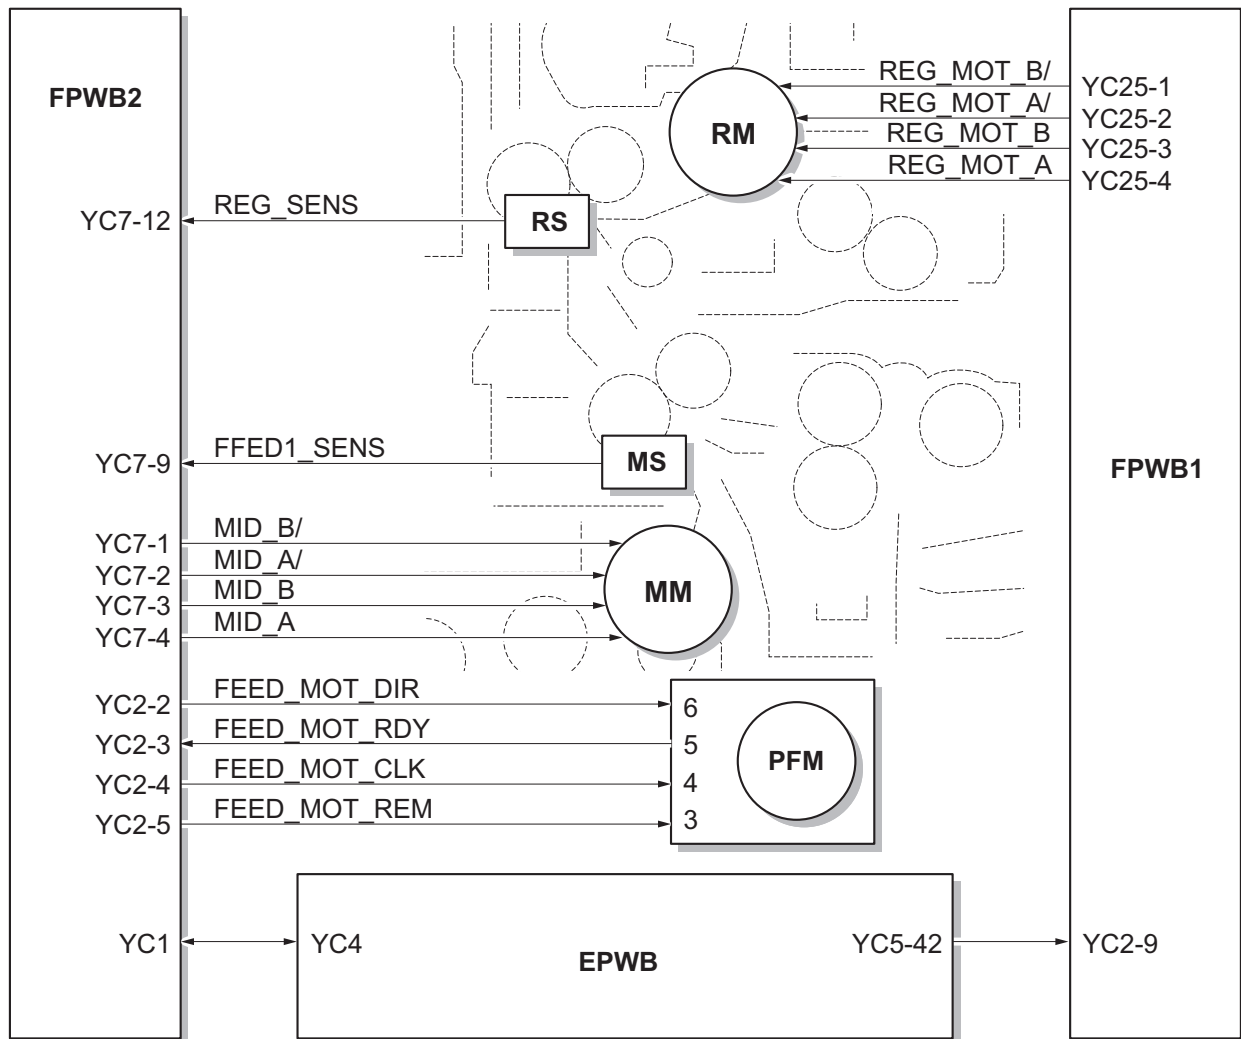 FPWB2
REG_MOT_B/ YC25-1
REG_MOT_A/ YC25-2
RM
REG_MOT_B YC25-3
REG_MOT_A YC25-4
YC7-12 REG_SENS RS
YC7-9 FFED1_SENS MS
FPWB1
YC7-1 MID_B/
YC7-2 MID_A/
YC7-3 MID_B
MM
YC7-4 MID_A
YC2-2 FEED_MOT_DIR 6
YC2-3 FEED_MOT_RDY 5
PFM
YC2-4 FEED_MOT_CLK 4
YC2-5 FEED_MOT_REM 3
YC1 YC4 YC5-42 YC2-9
EPWB